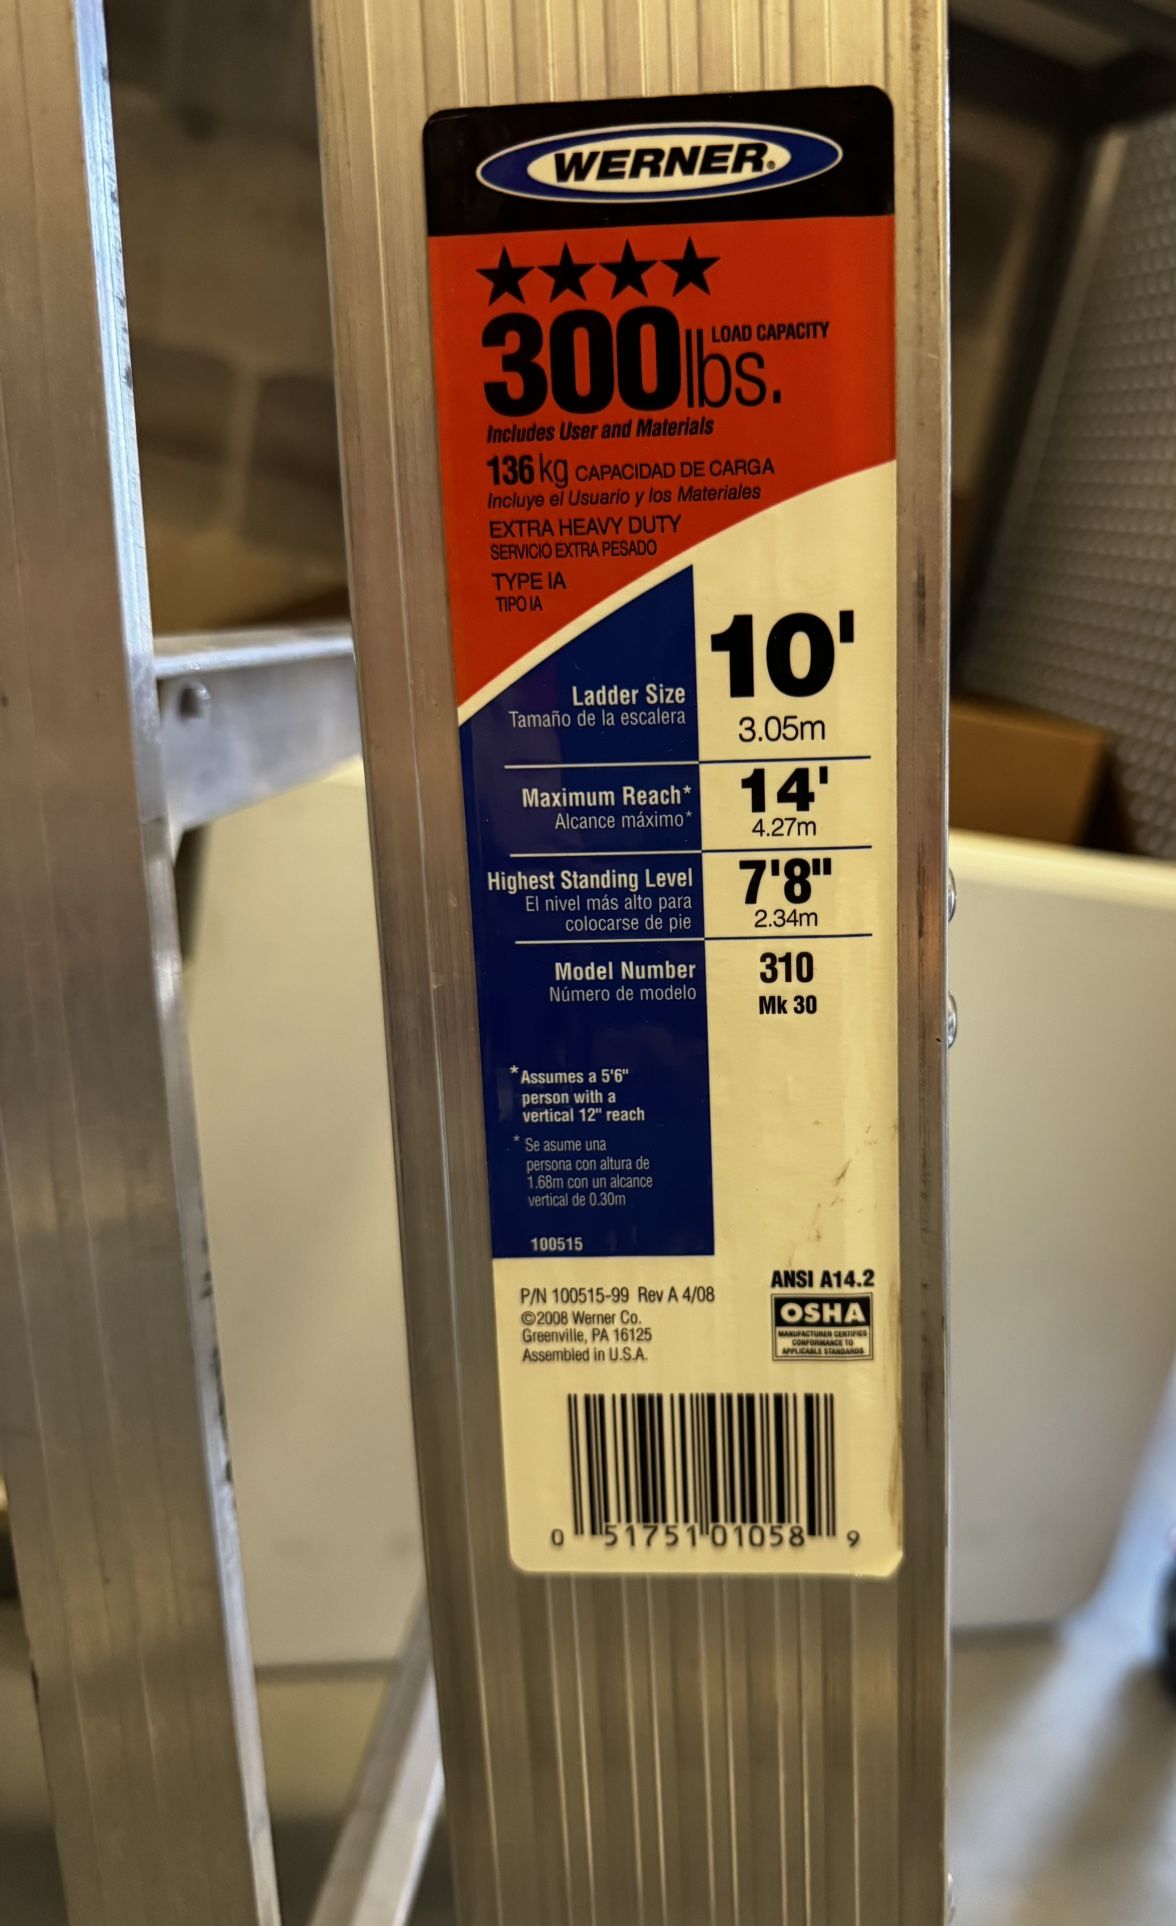 WERNER®
★★★★
300 lbs. LOAD CAPACITY
Includes User and Materials
136 kg CAPACIDAD DE CARGA
Incluye el Usuario y los Materiales
EXTRA HEAVY DUTY
SERVICIO EXTRA PESADO
TYPE IA
TIPO IA
Ladder Size 10'
Tamaño de la escalera 3.05m
Maximum Reach* 14'
Alcance máximo* 4.27m
Highest Standing Level 7'8"
El nivel más alto para
colocarse de pie 2.34m
Model Number 310
Número de modelo Mk 30
*Assumes a 5'6"
person with a
vertical 12" reach
* Se asume una
persona con altura de
1.68m con un alcance
vertical de 0.30m
100515
P/N 100515-99 Rev A 4/08
©2008 Werner Co.
Greenville, PA 16125
Assembled in U.S.A.
ANSI A14.2
OSHA
MANUFACTURER CERTIFIES
CONFORMANCE TO
APPLICABLE STANDARDS
0 51751 01058 9